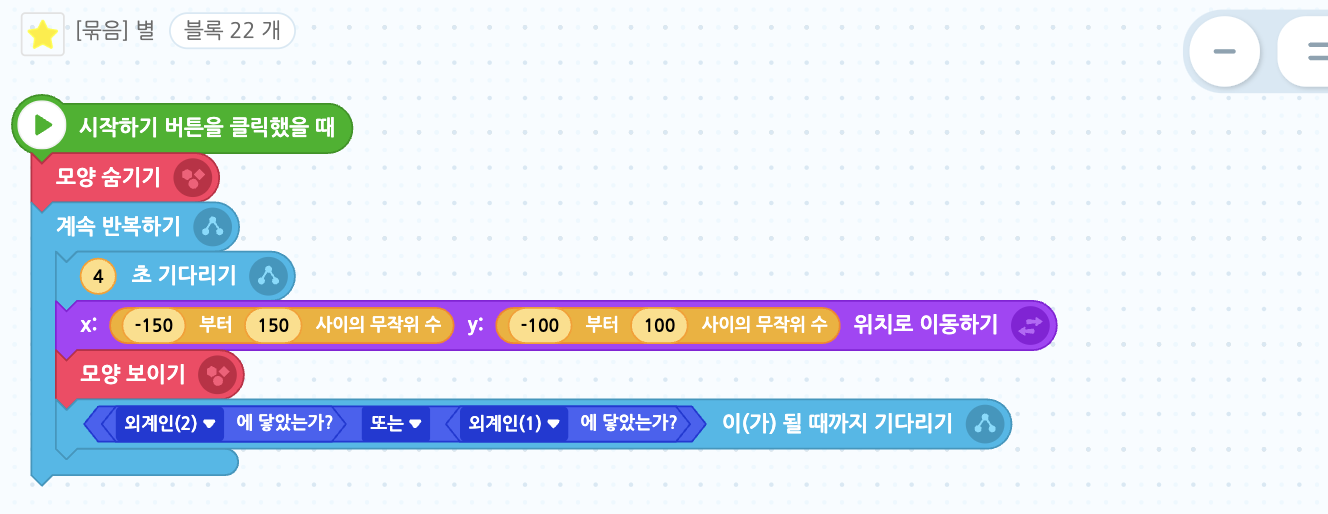 [묶음] 별 블록 22 개
시작하기 버튼을 클릭했을 때
모양 숨기기
계속 반복하기
4 초 기다리기
x: -150 부터 150 사이의 무작위 수 y: -100 부터 100 사이의 무작위 수 위치로 이동하기
모양 보이기
외계인(2) 에 닿았는가? 또는 외계인(1) 에 닿았는가? 이(가) 될 때까지 기다리기